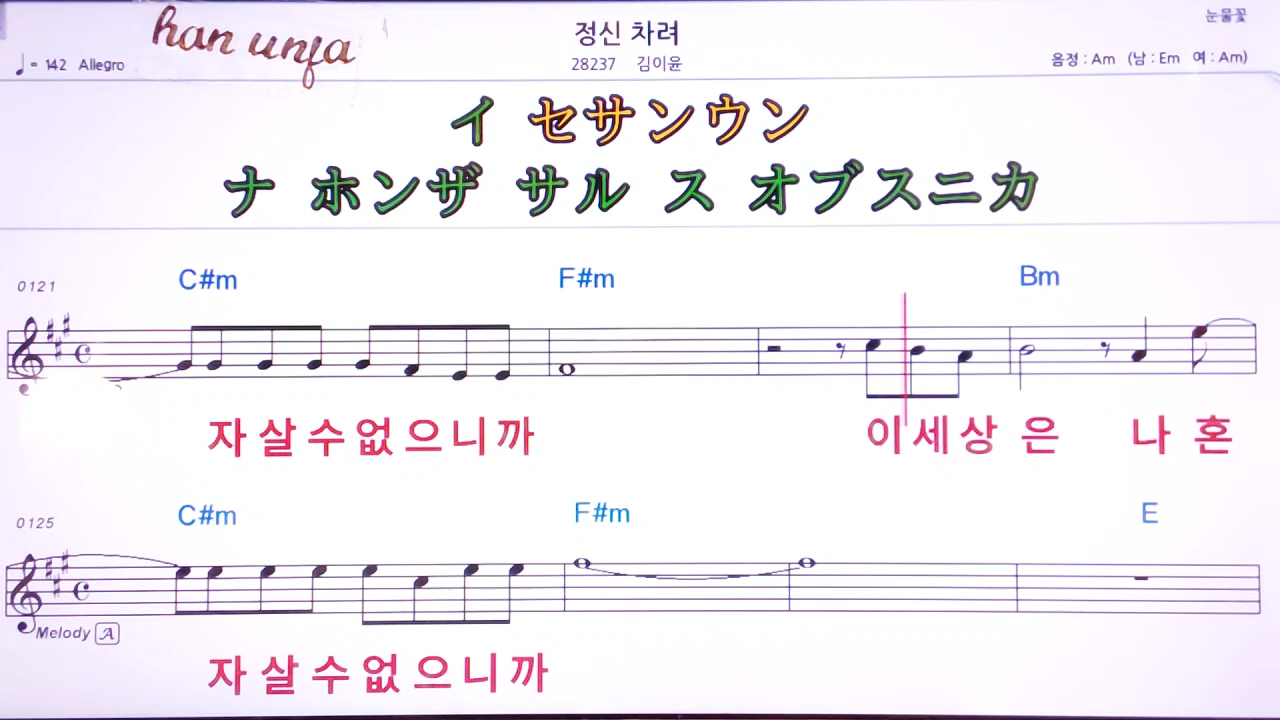 han unfa
정신 차려
눈물꽃
♩= 142 Allegro
28237 김이윤
음정 : Am (남 : Em 여 : Am)
イ セサンウン
ナ ホンザ サル ス オブスニカ
C#m F#m Bm
0121
자 살 수 없 으 니 까 이 세 상 은 나 혼
C#m F#m E
0125
Melody A
자 살 수 없 으 니 까